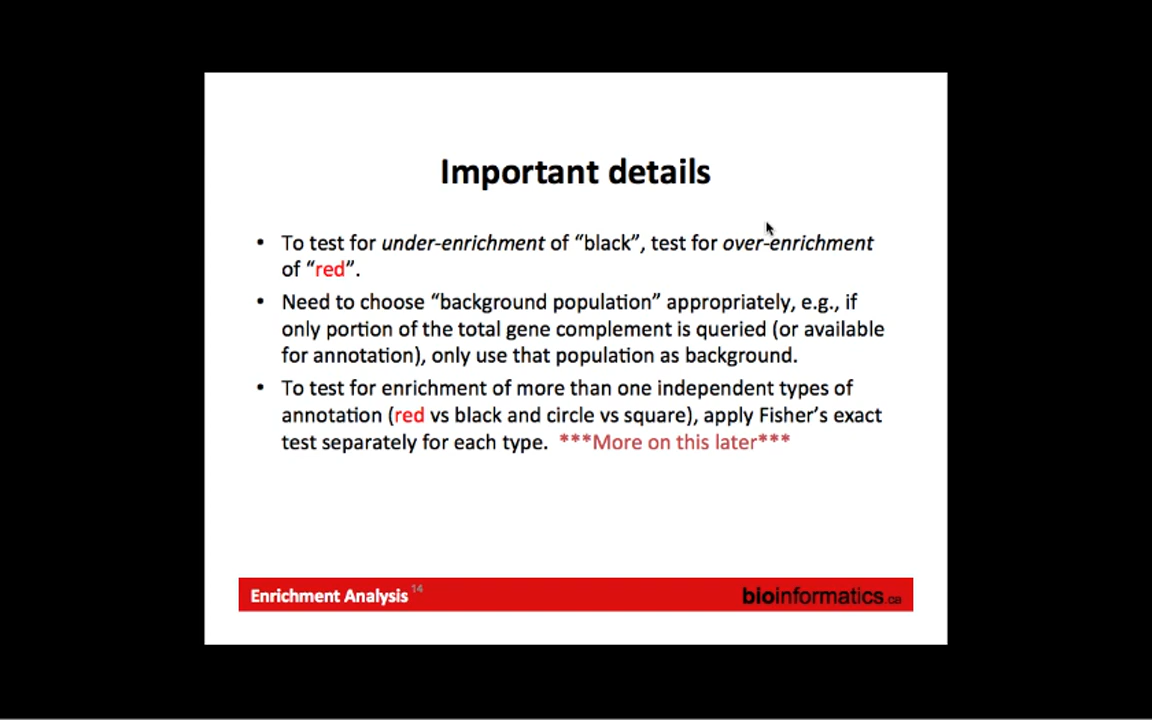 Important details
• To test for under-enrichment of “black”, test for over-enrichment
of “red”.
• Need to choose “background population” appropriately, e.g., if
only portion of the total gene complement is queried (or available
for annotation), only use that population as background.
• To test for enrichment of more than one independent types of
annotation (red vs black and circle vs square), apply Fisher’s exact
test separately for each type. ***More on this later***
Enrichment Analysis 14
bioinformatics.ca